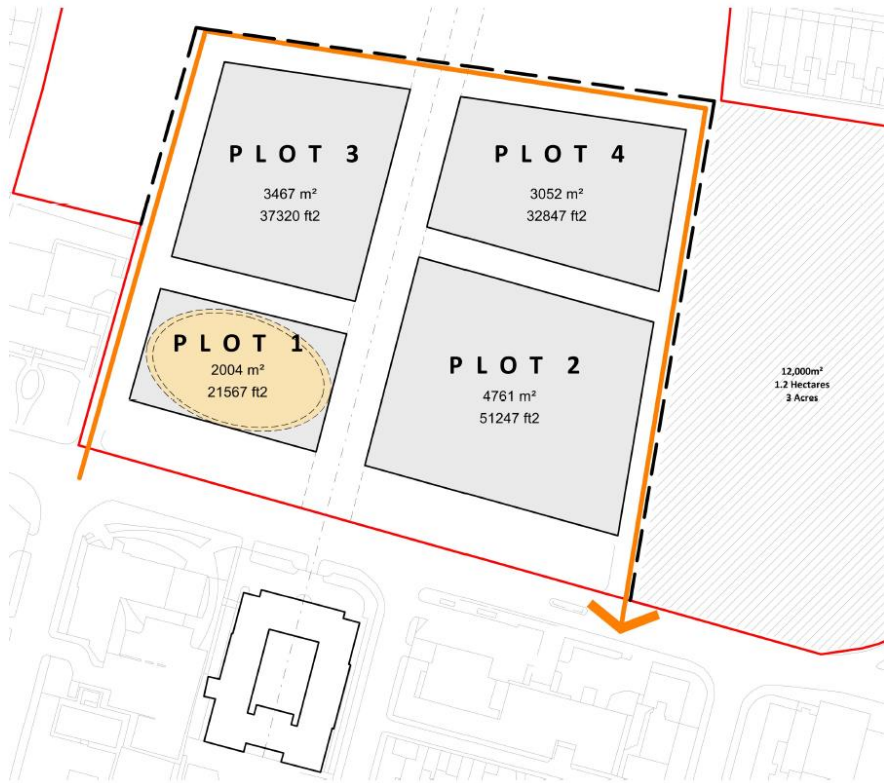 PLOT 3
3467 m²
37320 ft2
PLOT 4
3052 m²
32847 ft2
PLOT 1
2004 m²
21567 ft2
PLOT 2
4761 m²
51247 ft2
12,000m²
1.2 Hectares
3 Acres